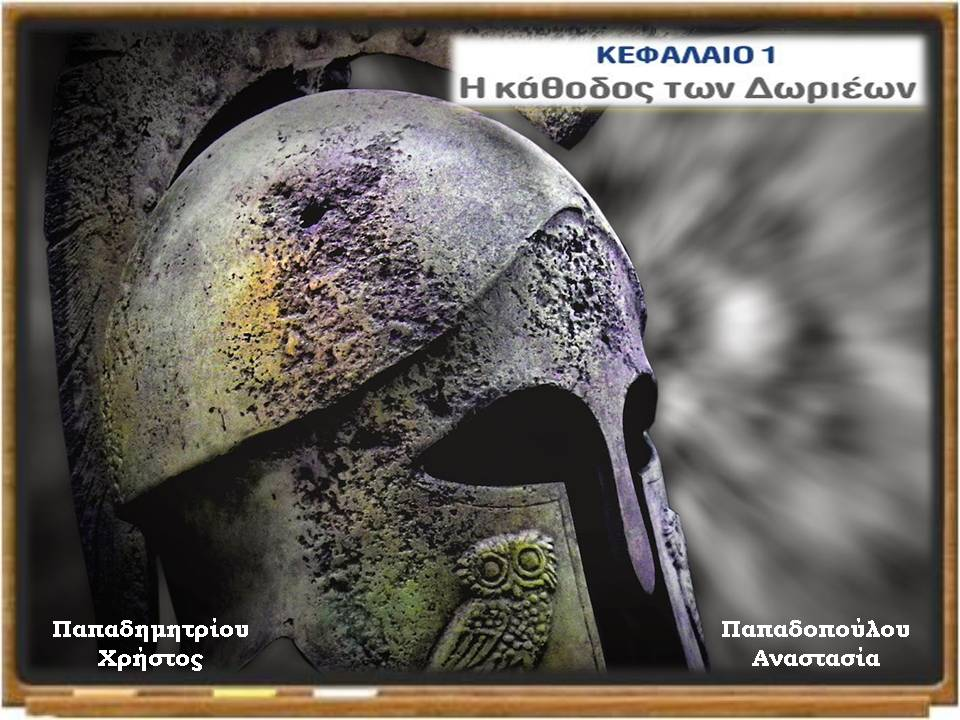 ΚΕΦΑΛΑΙΟ 1
Η κάθοδος των Δωριέων
Παπαδημητρίου
Χρήστος
Παπαδοπούλου
Αναστασία